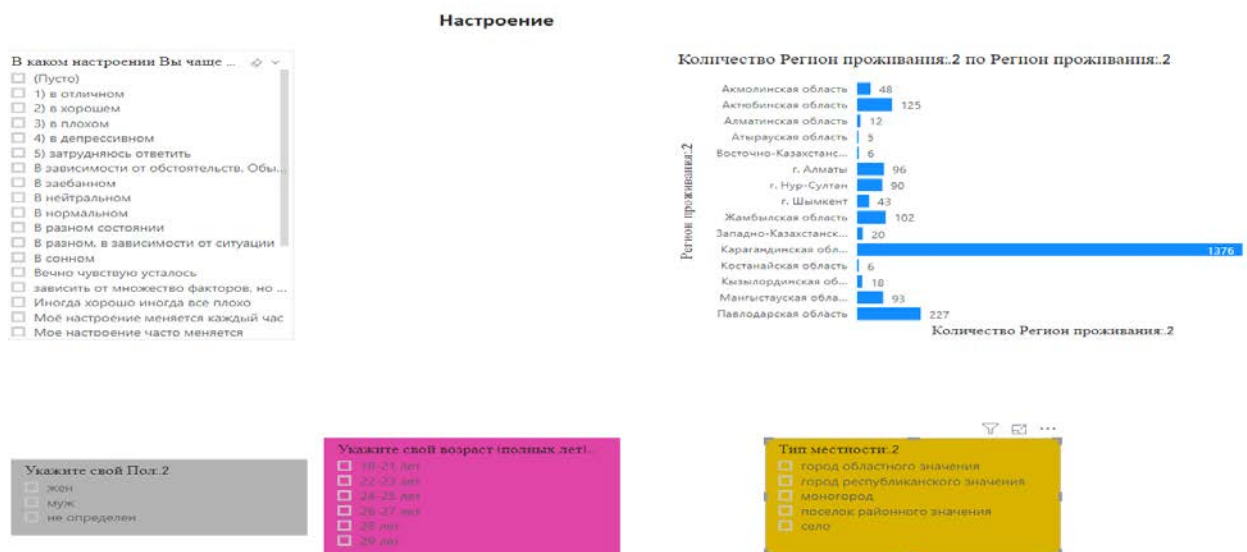 Настроение
В каком настроении Вы чаще ...
(Пусто)
1) в отличном
2) в хорошем
3) в плохом
4) в депрессивном
5) затрудняюсь ответить
В зависимости от обстоятельств. Обы...
В заебанном
В нейтральном
В нормальном
В разном состоянии
В разном, в зависимости от ситуации
В сонном
Вечно чувствую усталось
зависить от множество факторов, но ...
Иногда хорошо иногда все плохо
Моё настроение меняется каждый час
Мое настроение часто меняется
Количество Регион проживания:.2 по Регион проживания:.2
Регион проживания:.2
Акмолинская область 48
Актюбинская область 125
Алматинская область 12
Атырауская область 5
Восточно-Казахстанс... 6
г. Алматы 96
г. Нур-Султан 90
г. Шымкент 43
Жамбылская область 102
Западно-Казахстанск... 20
Карагандинская обл... 1376
Костанайская область 6
Кызылординская об... 18
Мангыстауская обла... 93
Павлодарская область 227
Количество Регион проживания:.2
Укажите свой Пол:.2
жен
муж
не определен
Укажите свой возраст (полных лет)...
18-21 лет
22-23 лет
24-25 лет
26-27 лет
28 лет
29 лет
Тип местности:.2
город областного значения
город республиканского значения
моногород
поселок районного значения
село